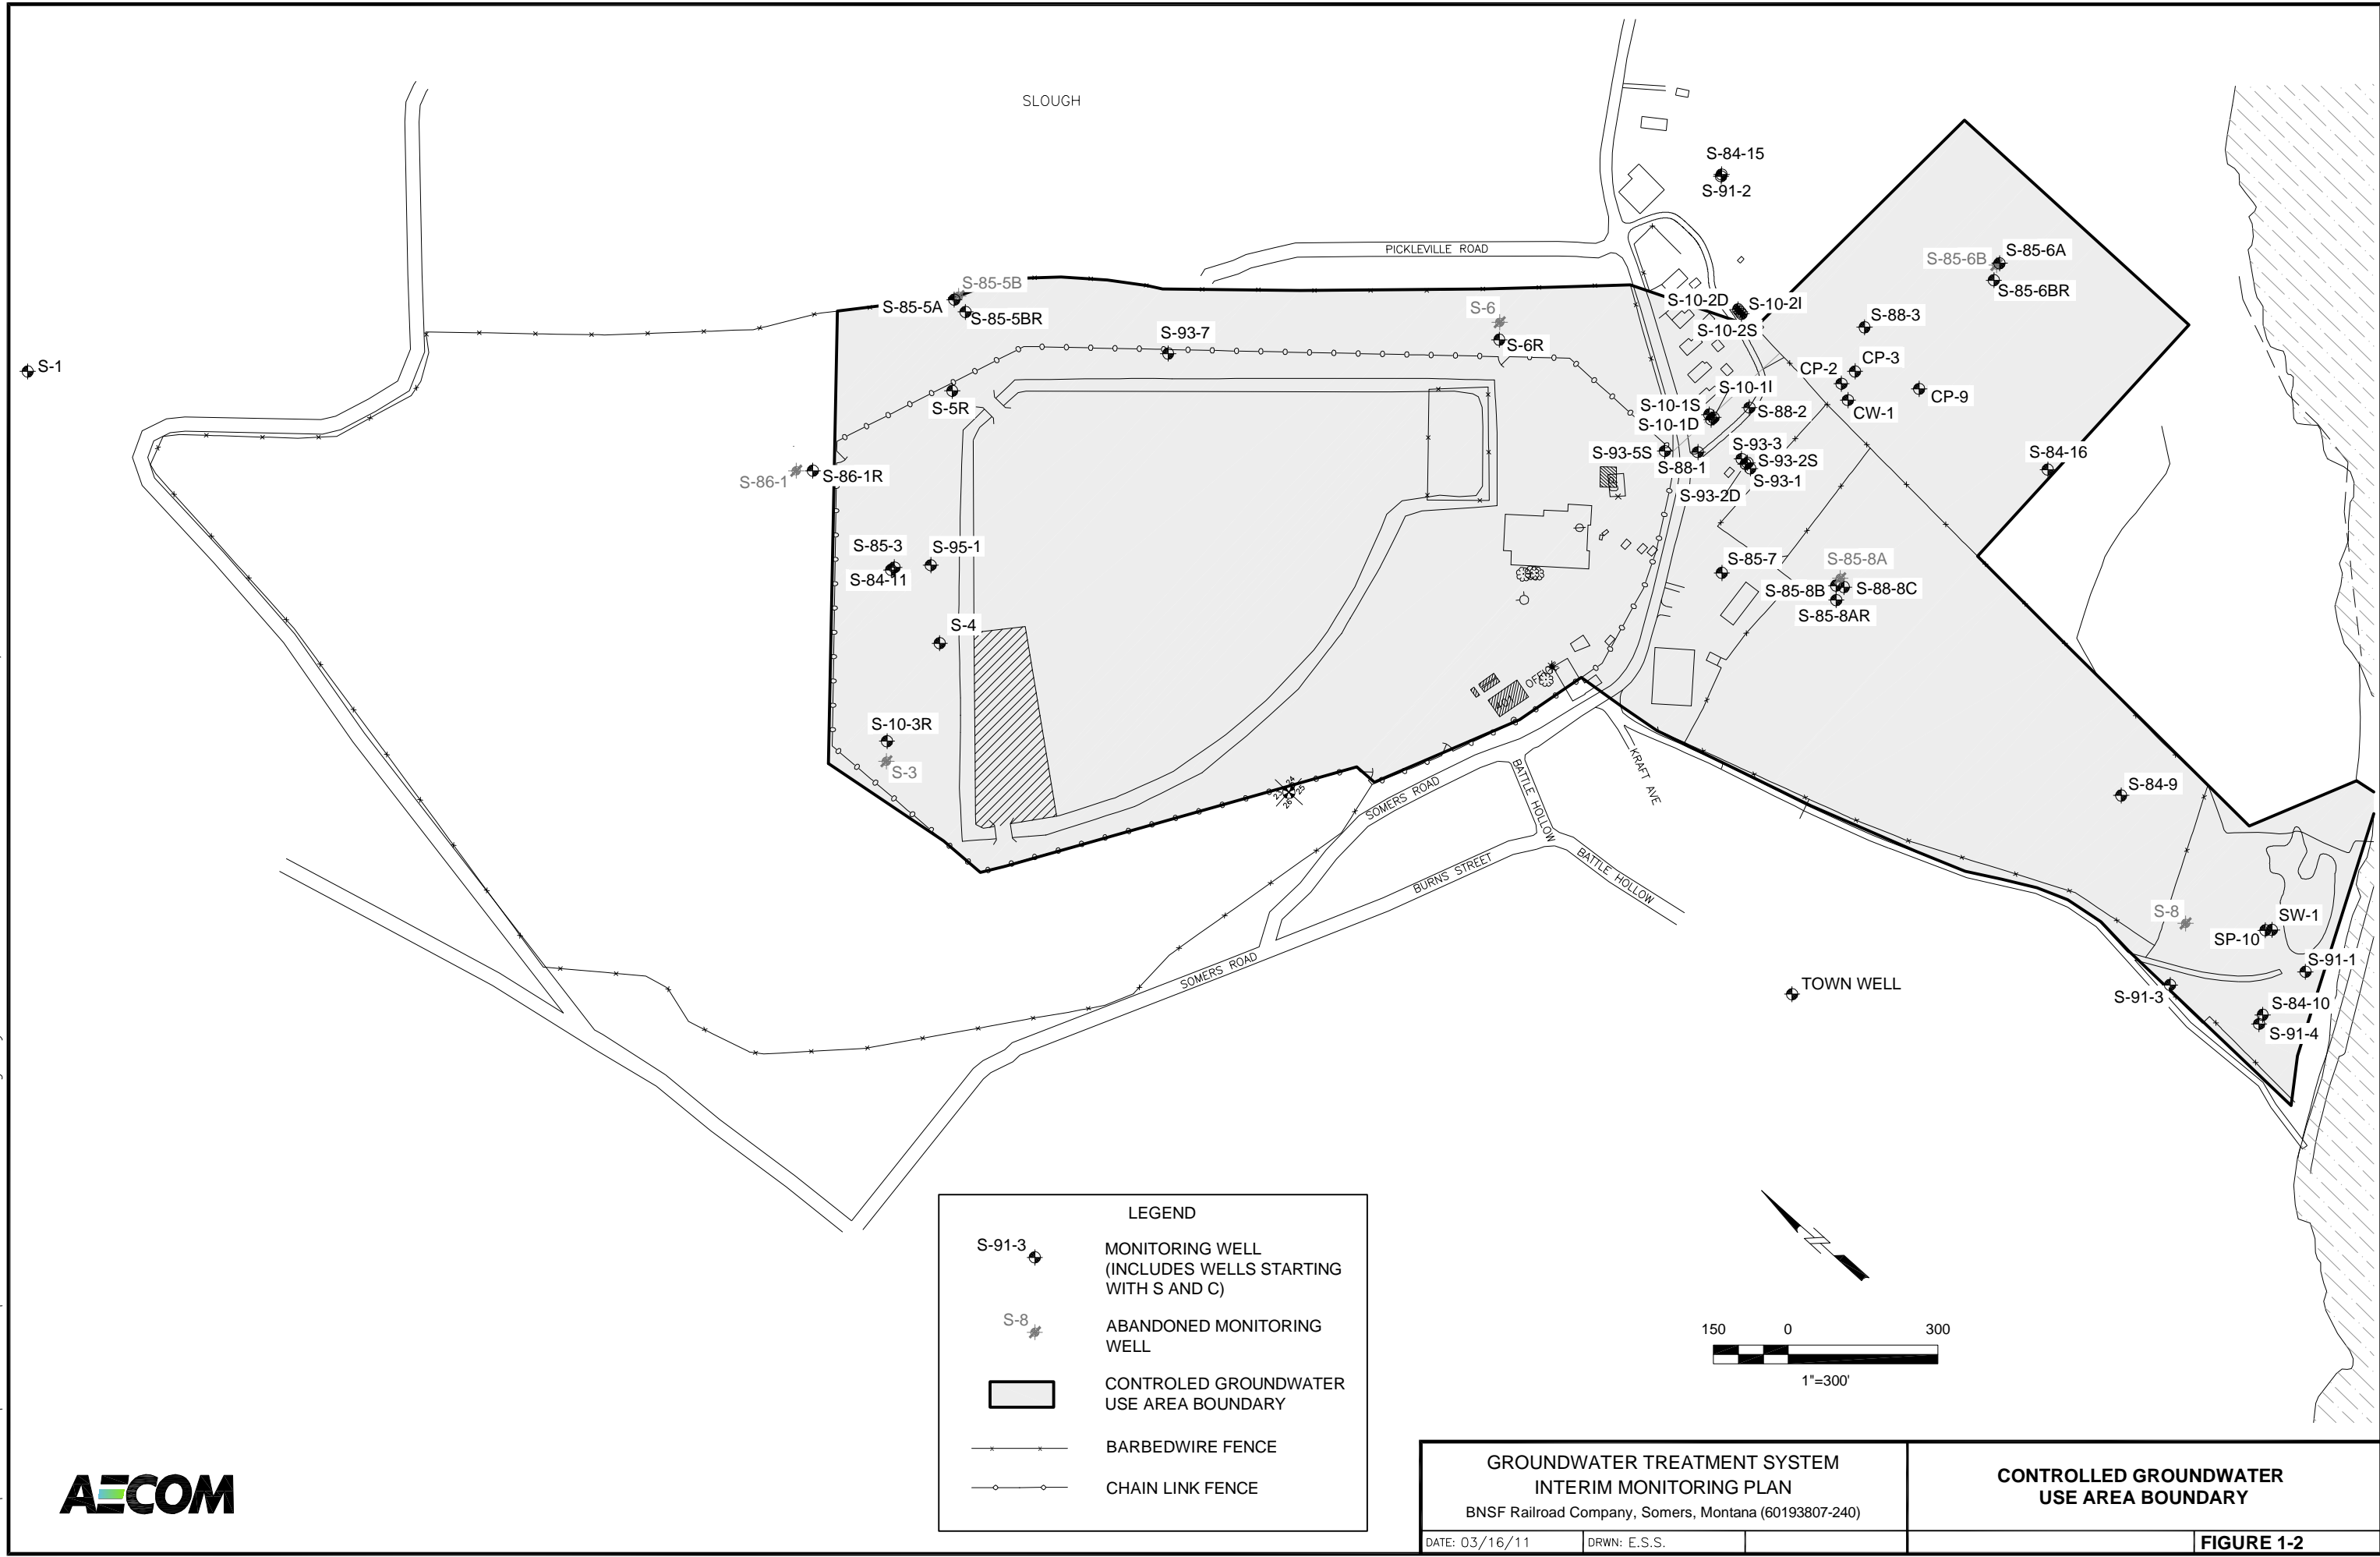 SLOUGH
S-84-15
S-91-2
PICKLEVILLE ROAD
S-85-6B
S-85-6A
S-85-6BR
S-85-5B
S-85-5A
S-85-5BR
S-10-2D
S-10-2I
S-10-2S
S-6
S-6R
S-88-3
S-93-7
S-1
CP-3
CP-2
CP-9
CW-1
S-5R
S-10-1I
S-10-1S
S-10-1D
S-88-2
S-93-3
S-93-5S
S-88-1
S-93-2S
S-93-1
S-93-2D
S-84-16
S-86-1
S-86-1R
S-85-3
S-95-1
S-84-11
S-85-7
S-85-8A
S-85-8B
S-88-8C
S-85-8AR
S-4
OFFICE
S-10-3R
S-3
23 24
26 25
SOMERS ROAD
BATTLE HOLLOW
KRAFT AVE
S-84-9
BURNS STREET
BATTLE HOLLOW
S-8
SW-1
SP-10
SOMERS ROAD
S-91-1
TOWN WELL
S-91-3
S-84-10
S-91-4
LEGEND
S-91-3
MONITORING WELL
(INCLUDES WELLS STARTING
WITH S AND C)
S-8
ABANDONED MONITORING
WELL
CONTROLED GROUNDWATER
USE AREA BOUNDARY
BARBEDWIRE FENCE
CHAIN LINK FENCE
150 0 300
1"=300'
AECOM
GROUNDWATER TREATMENT SYSTEM
INTERIM MONITORING PLAN
BNSF Railroad Company, Somers, Montana (60193807-240)
DATE: 03/16/11
DRWN: E.S.S.
CONTROLLED GROUNDWATER
USE AREA BOUNDARY
FIGURE 1-2